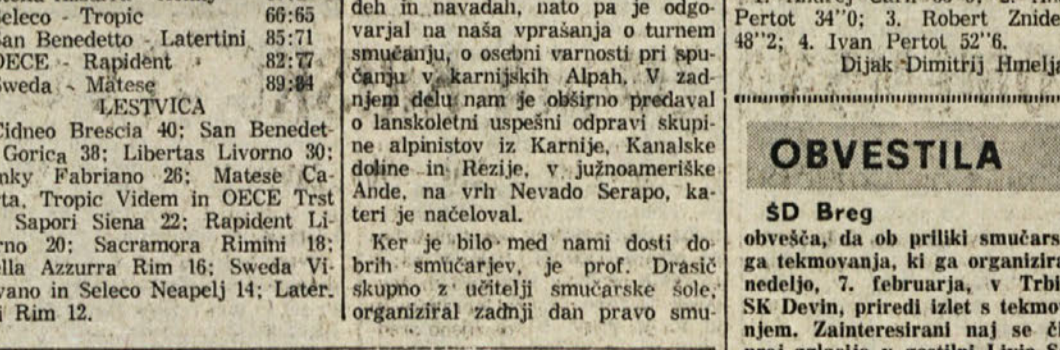 Seleco - Tropic 66:65
San Benedetto - Latertini 85:71
OECE - Rapident 82:77
Sweda - Matese 89:84
LESTVICA
Cidneo Brescia 40; San Benedet-
Gorica 38; Libertas Livorno 30;
nky Fabriano 26; Matese Ca-
ta, Tropic Videm in OECE Trst
Sapori Siena 22; Rapident Li-
rno 20; Sacramora Rimini 18;
lla Azzurra Rim 16; Sweda Vi-
vano in Seleco Neapelj 14; Later.
i Rim 12.
deh in navadah, nato pa je odgo-
varjal na naša vprašanja o turnem
smučanju, o osebni varnosti pri spu-
čanju v karnijskih Alpah. V zad-
njem delu nam je obširno predaval
o lanskoletni uspešni odpravi skupi-
ne alpinistov iz Karnije, Kanalske
doline in Rezije, v južnoameriške
Ande, na vrh Nevado Serapo, ka-
teri je načeloval.
Ker je bilo med nami dosti do-
brih smučarjev, je prof. Drasič
skupno z učitelji smučarske šole,
organiziral zadnji dan pravo smu-
Pertot 34"0; 3. Robert Znide
48"2; 4. Ivan Pertot 52"6.
Dijak Dimitrij Hmelja
OBVESTILA
ŠD Breg
obvešča, da ob priliki smučars
ga tekmovanja, ki ga organizira
nedeljo, 7. februarja, v Trbi
SK Devin, priredi izlet s tekmo
njem. Zainteresirani naj se či